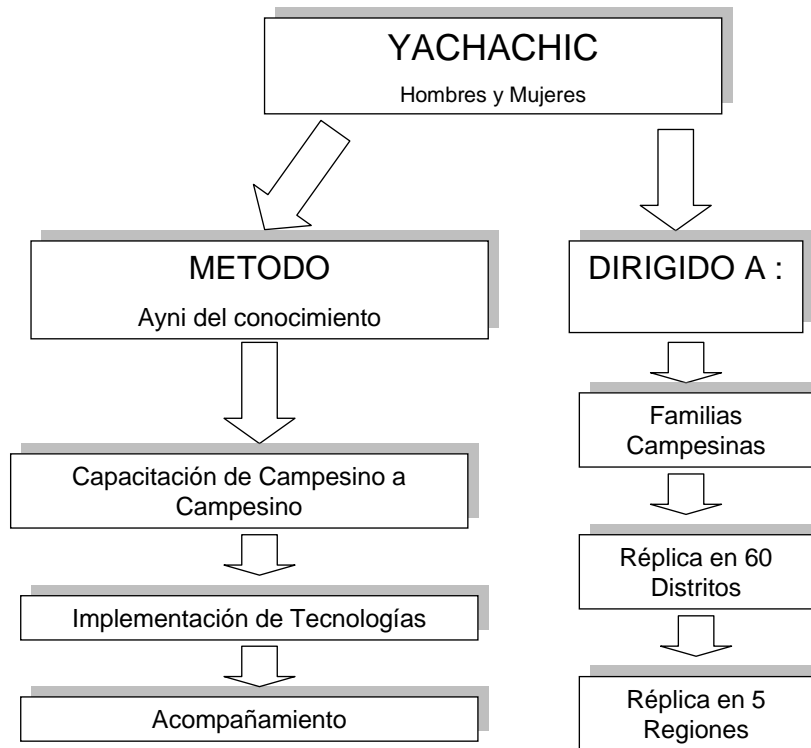 YACHACHIC
Hombres y Mujeres
METODO
Ayni del conocimiento
Capacitación de Campesino a
Campesino
Implementación de Tecnologías
Acompañamiento
DIRIGIDO A :
Familias
Campesinas
Réplica en 60
Distritos
Réplica en 5
Regiones